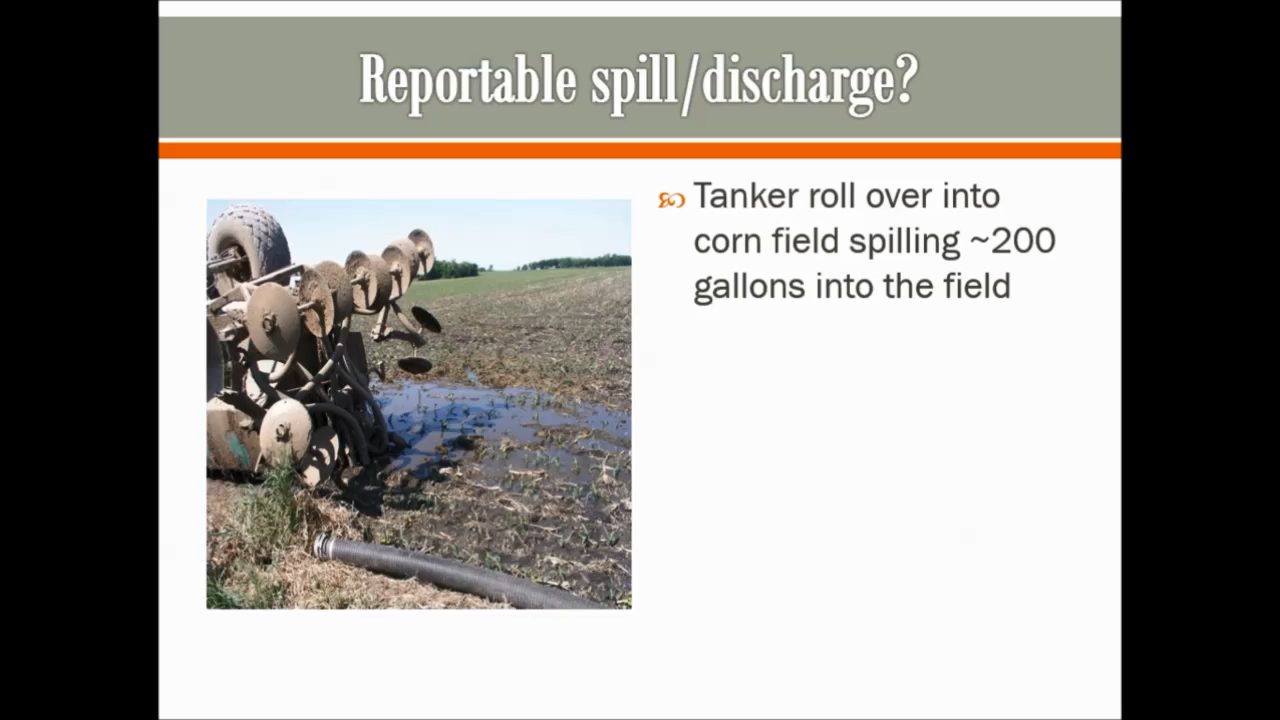 Reportable spill/discharge?
Tanker roll over into
corn field spilling ~200
gallons into the field